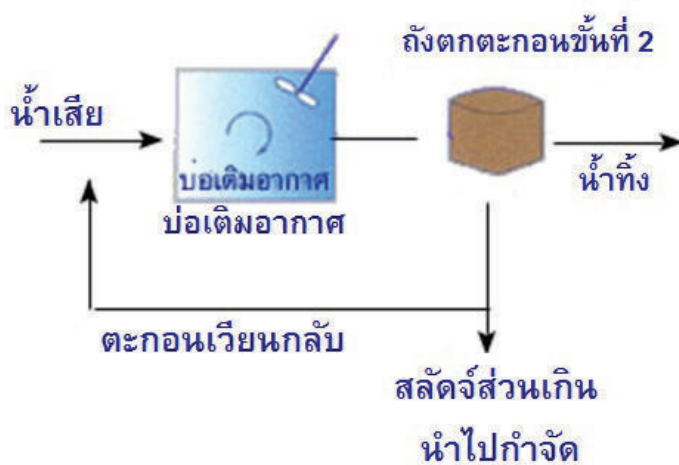 ถังตกตะกอนขั้นที่ 2
น้ำเสีย
บ่อเติมอากาศ
บ่อเติมอากาศ
น้ำทิ้ง
ตะกอนเวียนกลับ
สลัดจ์ส่วนเกิน
นำไปกำจัด